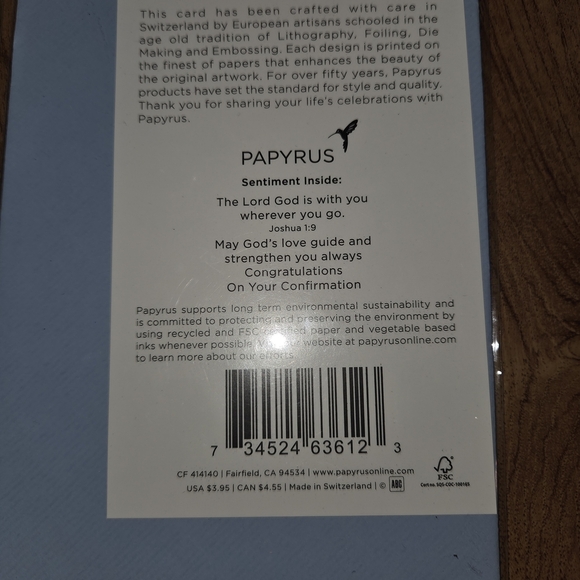 This card has been crafted with care in
Switzerland by European artisans schooled in the
age old tradition of Lithography, Foiling, Die
Making and Embossing. Each design is printed on
the finest of papers that enhances the beauty of
the original artwork. For over fifty years, Papyrus
products have set the standard for style and quality.
Thank you for sharing your life's celebrations with
Papyrus.
PAPYRUS
Sentiment Inside:
The Lord God is with you
wherever you go.
Joshua 1:9
May God's love guide and
strengthen you always
Congratulations
On Your Confirmation
Papyrus supports long term environmental sustainability and
is committed to protecting and preserving the environment by
using recycled and FSC paper and vegetable based
inks whenever possible. website at papyrusonline.com
to learn more about our efforts
7 34524 63612 3
CF 414140 | Fairfield, CA 94534 | www.papyrusonline.com
USA $3.95 | CAN $4.55 | Made in Switzerland | © ABC
FSC